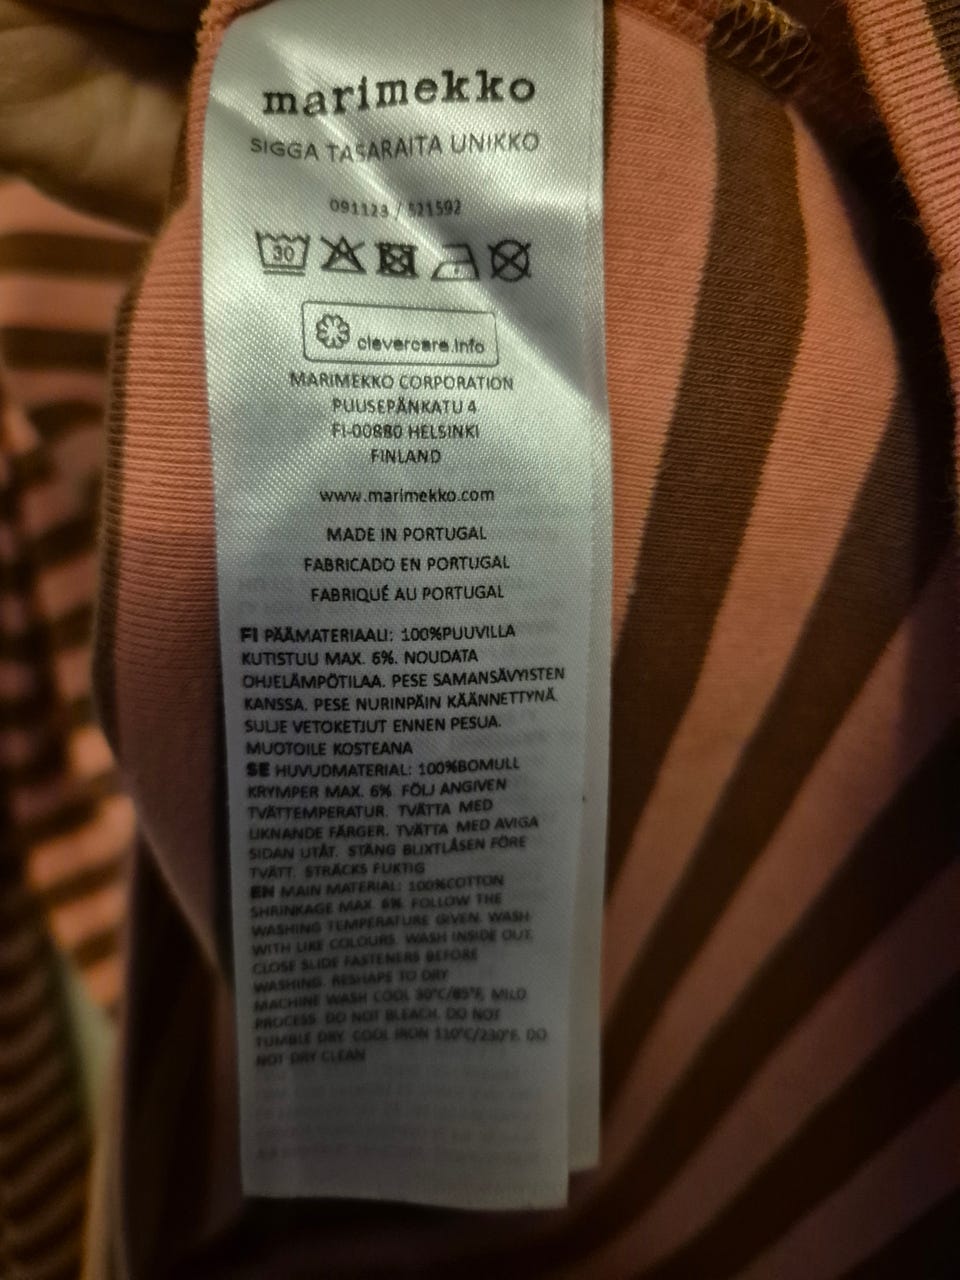 marimekko
SIGGA TASARAITA UNIKKO
091123 / 521592
30
clevercare.info
MARIMEKKO CORPORATION
PUUSEPÄNKATU 4
FI-00880 HELSINKI
FINLAND
www.marimekko.com
MADE IN PORTUGAL
FABRICADO EN PORTUGAL
FABRIQUÉ AU PORTUGAL
FI PÄÄMATERIAALI: 100%PUUVILLA
KUTISTUU MAX. 6%. NOUDATA
OHJELÄMPÖTILAA. PESE SAMANSÄVYISTEN
KANSSA. PESE NURINPÄIN KÄÄNNETTYNÄ.
SULJE VETOKETJUT ENNEN PESUA.
MUOTOILE KOSTEANA
SE HUVUDMATERIAL: 100%BOMULL
KRYMPER MAX. 6% FÖLJ ANGIVEN
TVÄTTEMPERATUR. TVÄTTA MED
LIKNANDE FÄRGER. TVÄTTA MED AVIGA
SIDAN UTÅT. STÄNG BLIXTLÅSEN FÖRE
TVÄTT. STRÄCKS FUKTIG
EN MAIN MATERIAL: 100%COTTON
SHRINKAGE MAX. 6%. FOLLOW THE
WASHING TEMPERATURE GIVEN. WASH
WITH LIKE COLOURS. WASH INSIDE OUT.
CLOSE SLIDE FASTENERS BEFORE
WASHING. RESHAPE TO DRY
MACHINE WASH COOL 30°C/85°F, MILD
PROCESS. DO NOT BLEACH. DO NOT
TUMBLE DRY. COOL IRON 110°C/230°F. DO
NOT DRY CLEAN